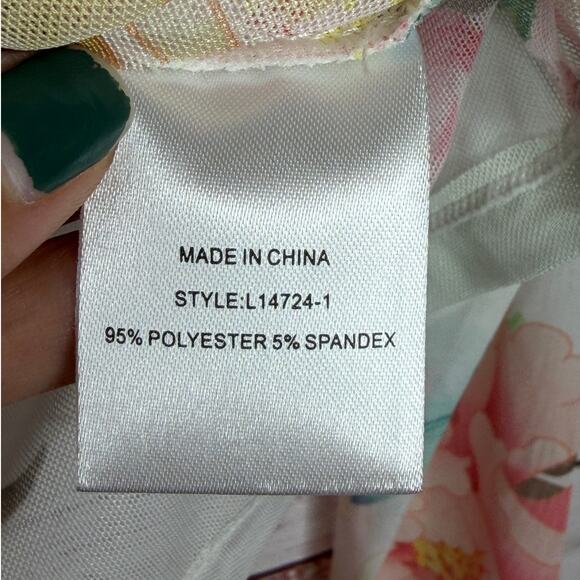 MADE IN CHINA
STYLE:L14724-1
95% POLYESTER 5% SPANDEX